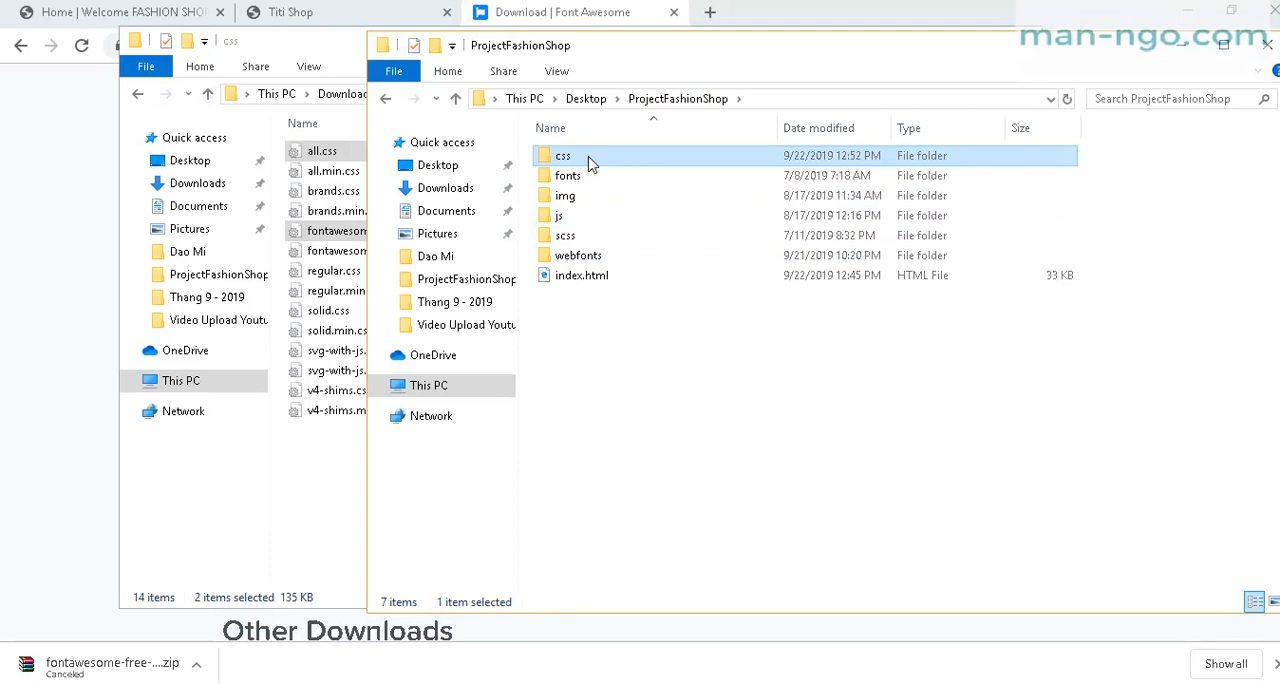 Home | Welcome FASHION SHO
Titi Shop
Download | Font Awesome
man-ngo.com
css
ProjectFashionShop
File Home Share View
File Home Share View
This PC Downloac
This PC Desktop ProjectFashionShop
Search ProjectFashionShop
Quick access
Desktop
Downloads
Documents
Pictures
Dao Mi
ProjectFashionShop
Thang 9 - 2019
Video Upload Youtu
OneDrive
This PC
Network
Name
all.css
all.min.css
brands.css
brands.min.
fontawesom
fontawesom
regular.css
regular.min
solid.css
solid.min.cs
svg-with-js.
svg-with-js.
v4-shims.cs
v4-shims.m
14 items 2 items selected 135 KB
Quick access
Desktop
Downloads
Documents
Pictures
Dao Mi
ProjectFashionShop
Thang 9 - 2019
Video Upload Youtu
OneDrive
This PC
Network
Name Date modified Type Size
css 9/22/2019 12:52 PM File folder
fonts 7/8/2019 7:18 AM File folder
img 8/17/2019 11:34 AM File folder
js 8/17/2019 12:16 PM File folder
scss 7/11/2019 8:32 PM File folder
webfonts 9/21/2019 10:20 PM File folder
index.html 9/22/2019 12:45 PM HTML File 33 KB
7 items 1 item selected
Other Downloads
fontawesome-free-....zip
Canceled
Show all